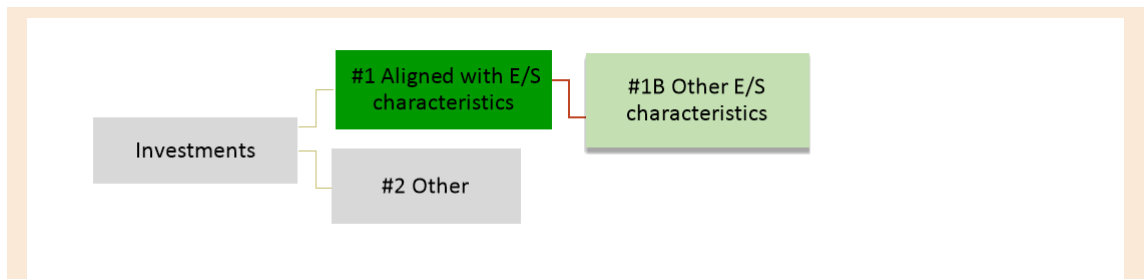 #1 Aligned with E/S
characteristics
#1B Other E/S
characteristics
Investments
#2 Other